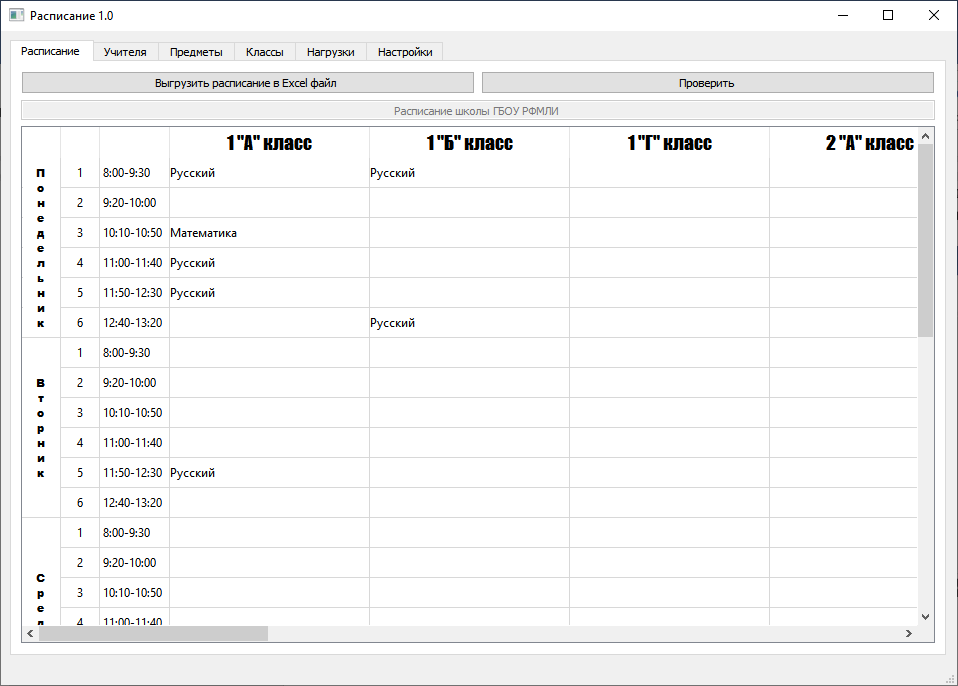 Расписание 1.0
Расписание Учителя Предметы Классы Нагрузки Настройки
Выгрузить расписание в Excel файл Проверить
Расписание школы ГБОУ РФМЛИ
1 "А" класс 1 "Б" класс 1 "Г" класс 2 "А" класс
Понедельник
1 8:00-9:30 Русский Русский
2 9:20-10:00
3 10:10-10:50 Математика
4 11:00-11:40 Русский
5 11:50-12:30 Русский
6 12:40-13:20 Русский
Вторник
1 8:00-9:30
2 9:20-10:00
3 10:10-10:50
4 11:00-11:40
5 11:50-12:30 Русский
6 12:40-13:20
Сред
1 8:00-9:30
2 9:20-10:00
3 10:10-10:50
4 11:00-11:40